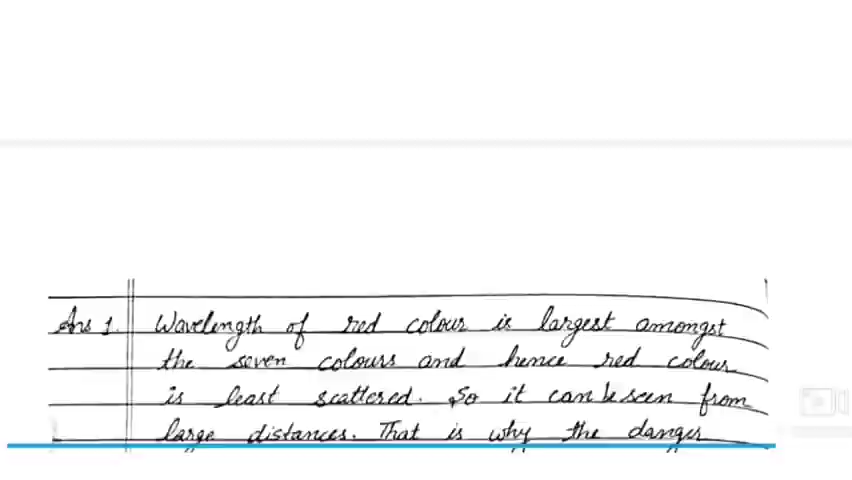 Ans 1. Wavelength of red colour is largest amongst
the seven colours and hence red colour
is least scattered. So it can be seen from
large distances. That is why the danger